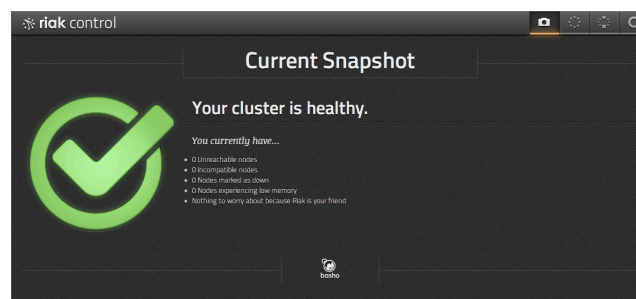 riak control
Current Snapshot
Your cluster is healthy.
You currently have...
0 Unreachable nodes
0 Incompatible nodes
0 Nodes marked as down
0 Nodes experiencing low memory
Nothing to worry about because Riak is your friend
basho